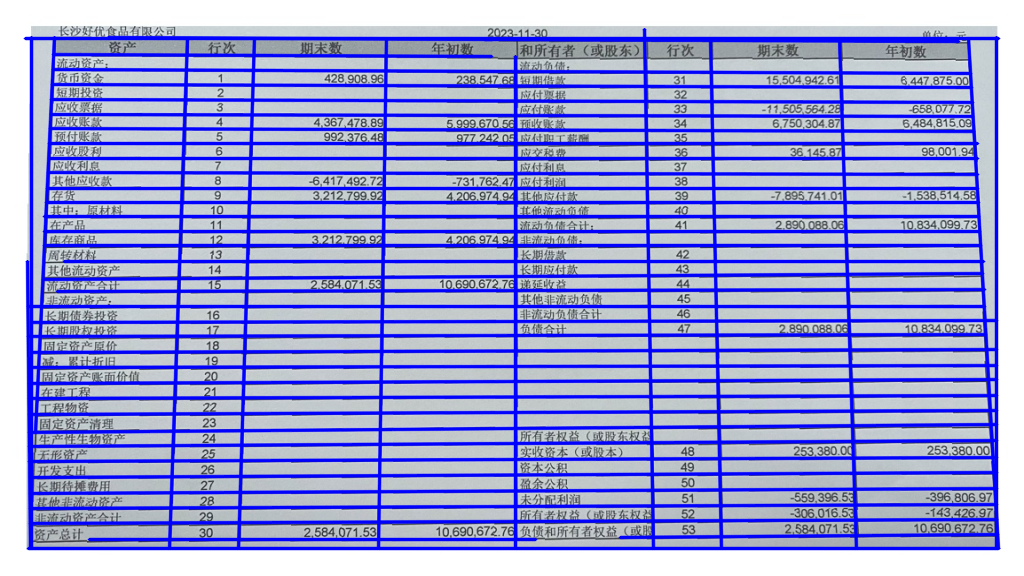 长沙好优食品有限公司 2023-11-30 单位：元
资产 行次 期末数 年初数 和所有者（或股东） 行次 期末数 年初数
流动资产： 流动负债：
货币资金 1 428,908.96 238,547.68 短期借款 31 15,504,942.61 6,447,875.00
短期投资 2 应付票据 32
应收票据 3 应付账款 33 -11,505,564.28 -658,077.72
应收账款 4 4,367,478.89 5,999,670.56 预收账款 34 6,750,304.87 6,484,815.09
预付账款 5 992,376.48 977,242.05 应付职工薪酬 35
应收股利 6 应交税费 36 36,145.87 98,001.94
应收利息 7 应付利息 37
其他应收款 8 -6,417,492.72 -731,762.47 应付利润 38
存货 9 3,212,799.92 4,206,974.94 其他应付款 39 -7,895,741.01 -1,538,514.58
其中：原材料 10 其他流动负债 40
在产品 11 流动负债合计： 41 2,890,088.06 10,834,099.73
库存商品 12 3,212,799.92 4,206,974.94 非流动负债：
周转材料 13 长期借款 42
其他流动资产 14 长期应付款 43
流动资产合计 15 2,584,071.53 10,690,672.76 递延收益 44
非流动资产： 其他非流动负债 45
长期债券投资 16 非流动负债合计 46
长期股权投资 17 负债合计 47 2,890,088.06 10,834,099.73
固定资产原价 18
减：累计折旧 19
固定资产账面价值 20
在建工程 21
工程物资 22
固定资产清理 23
生产性生物资产 24 所有者权益（或股东权益
无形资产 25 实收资本（或股本） 48 253,380.00 253,380.00
开发支出 26 资本公积 49
长期待摊费用 27 盈余公积 50
其他非流动资产 28 未分配利润 51 -559,396.53 -396,806.97
非流动资产合计 29 所有者权益（或股东权益 52 -306,016.53 -143,426.97
资产总计 30 2,584,071.53 10,690,672.76 负债和所有者权益（或股 53 2,584,071.53 10,690,672.76